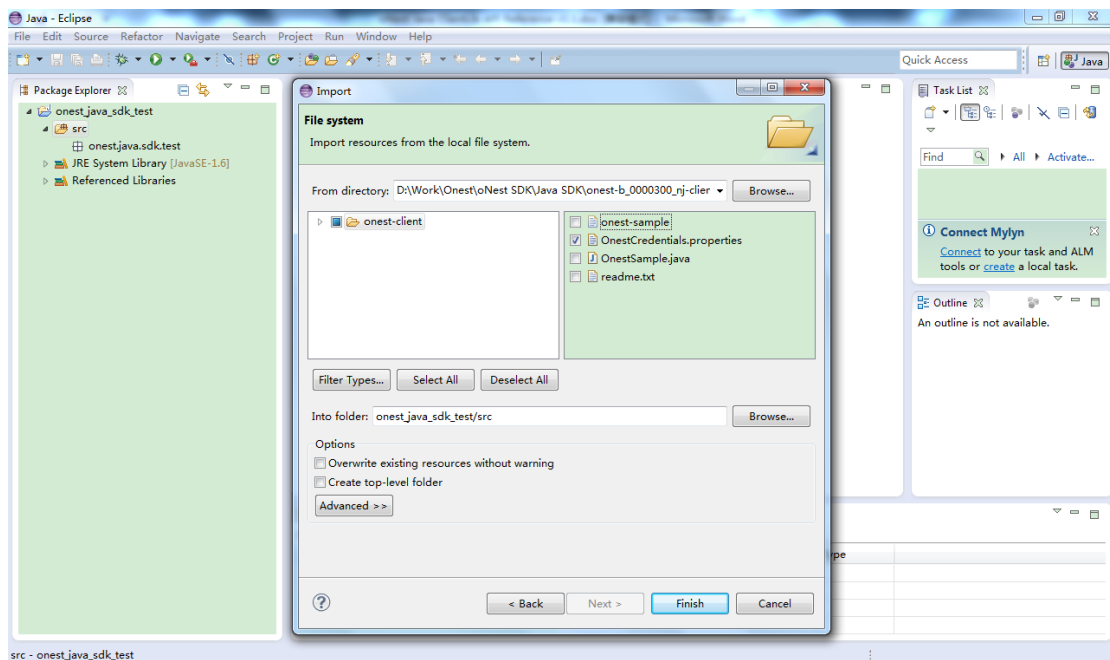 Java - Eclipse
File Edit Source Refactor Navigate Search Project Run Window Help
Quick Access
Java
Package Explorer
onest_java_sdk_test
src
onest.java.sdk.test
JRE System Library [JavaSE-1.6]
Referenced Libraries
Import
File system
Import resources from the local file system.
From directory: D:\Work\Onest\oNest SDK\Java SDK\onest-b_0000300_nj-clier Browse...
onest-client
onest-sample
OnestCredentials.properties
OnestSample.java
readme.txt
Filter Types... Select All Deselect All
Into folder: onest_java_sdk_test/src Browse...
Options
Overwrite existing resources without warning
Create top-level folder
Advanced >>
< Back Next > Finish Cancel
Task List
Find All Activate...
Connect Mylyn
Connect to your task and ALM
tools or create a local task.
Outline
An outline is not available.
pe
src - onest_java_sdk_test